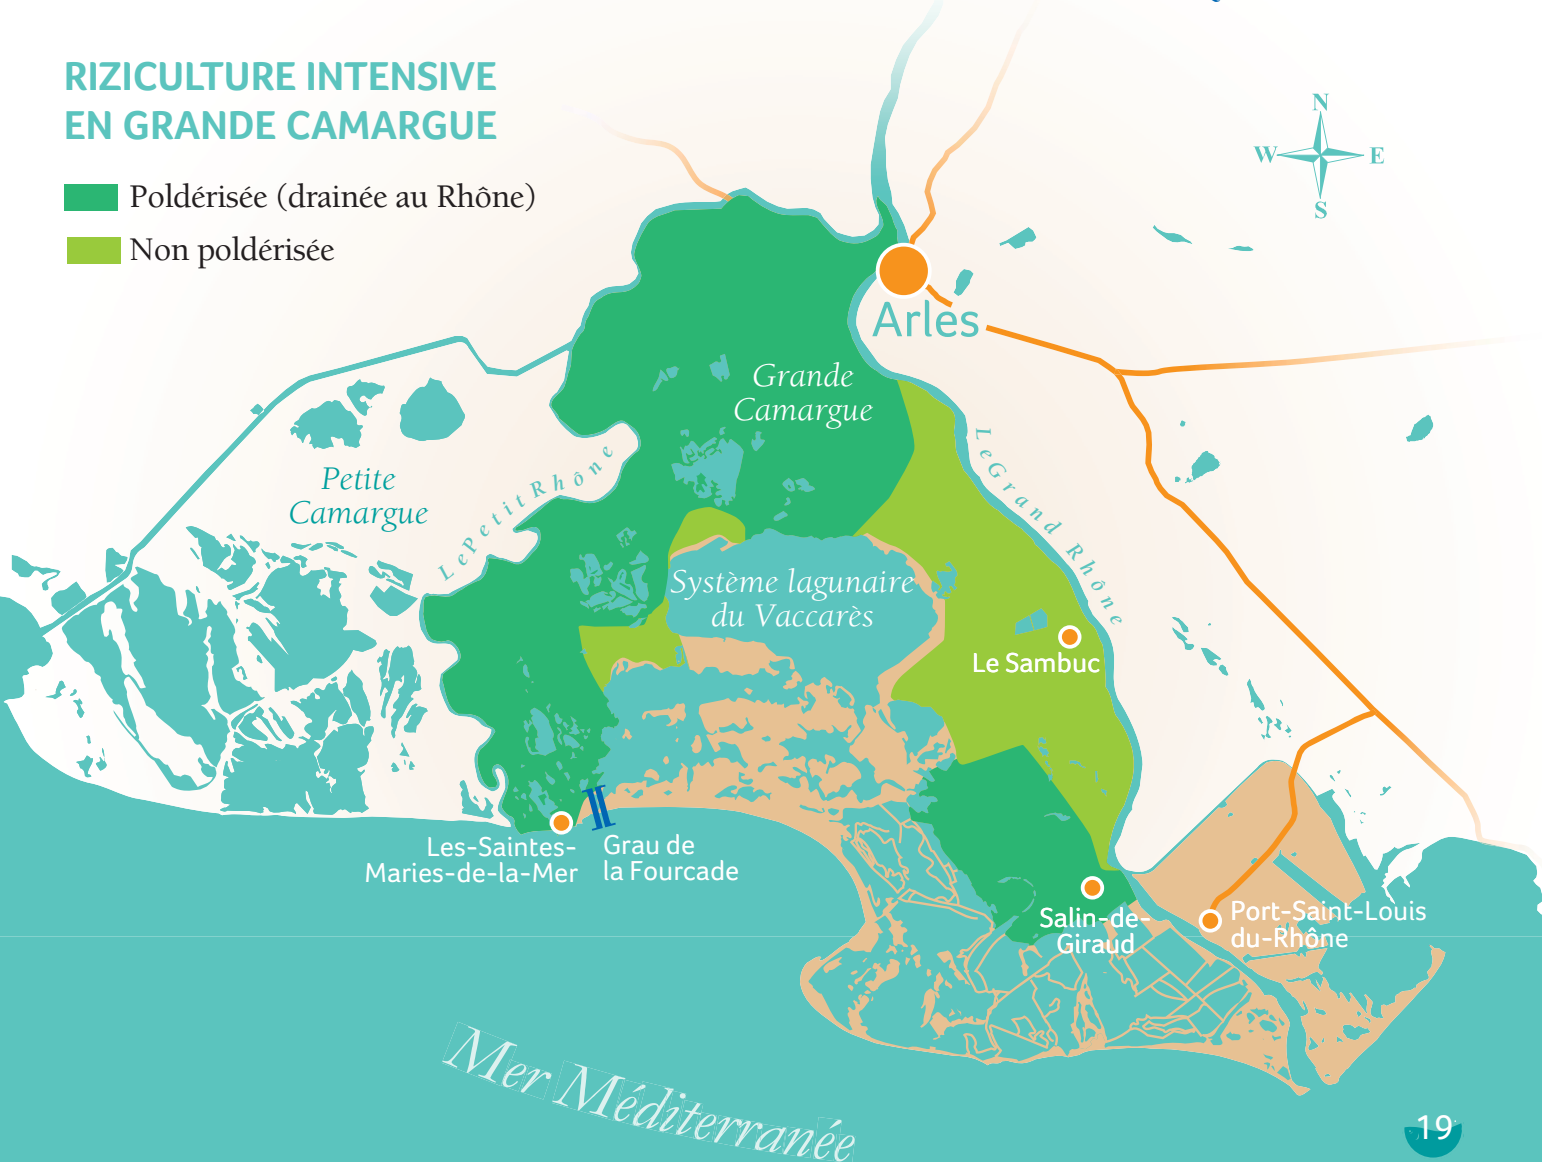 RIZICULTURE INTENSIVE
EN GRANDE CAMARGUE
Poldérisée (drainée au Rhône)
Non poldérisée
N
W
E
S
Arles
Grande
Camargue
Petite
Camargue
Le Petit Rhône
Le Grand Rhône
Système lagunaire
du Vaccarès
Le Sambuc
Les-Saintes-
Maries-de-la-Mer
Grau de
la Fourcade
Salin-de-
Giraud
Port-Saint-Louis
du-Rhône
Mer Méditerranée
19